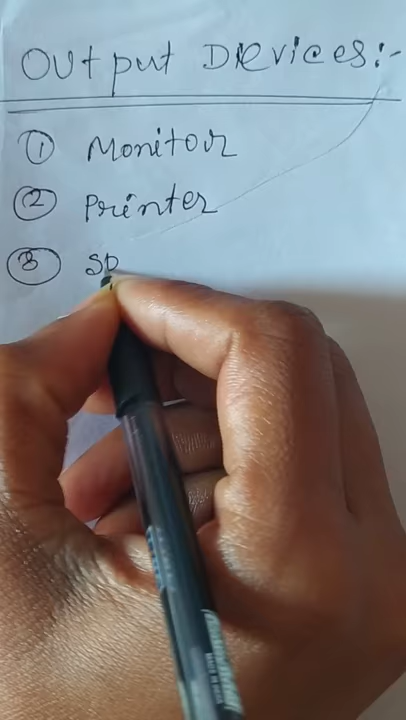 Output Devices:-
① Monitor
② Printer
③ Sp